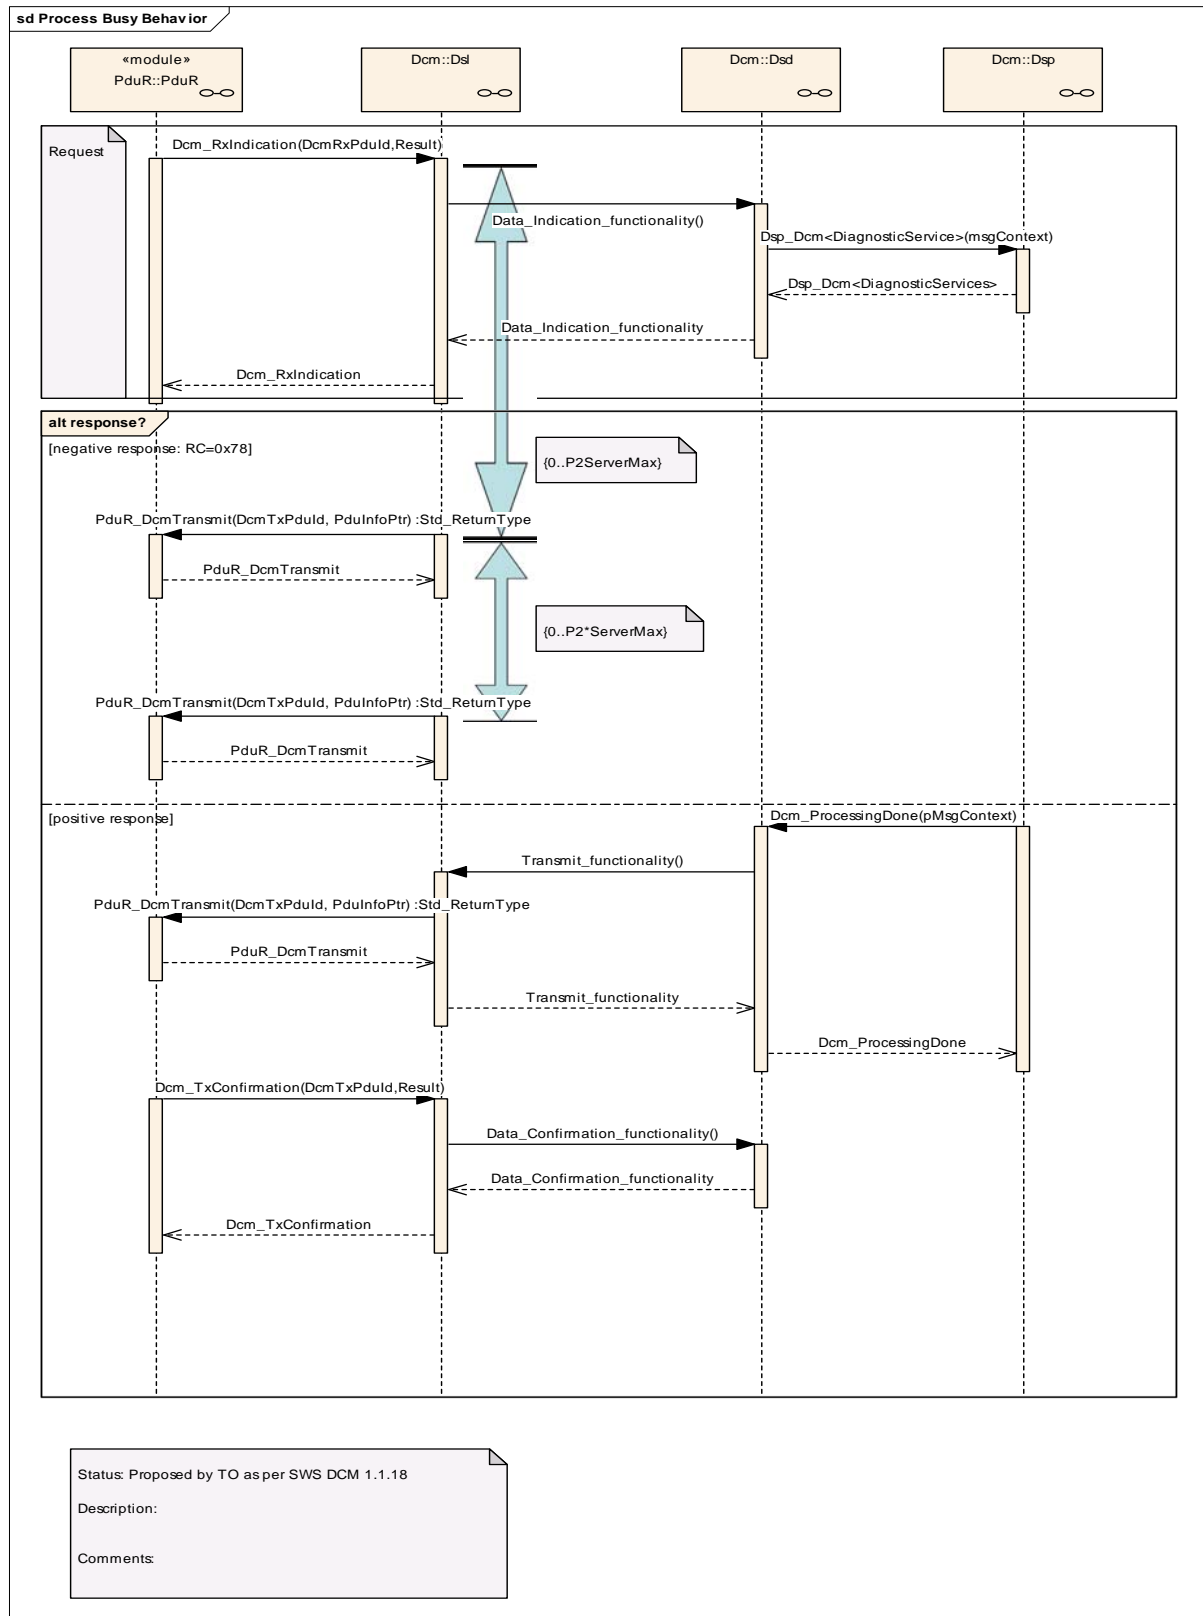 sd Process Busy Behavior
«module»
PduR::PduR
Dcm::Dsl
Dcm::Dsd
Dcm::Dsp
Request
Dcm_RxIndication(DcmRxPduId,Result)
Data_Indication_functionality()
Dsp_Dcm<DiagnosticService>(msgContext)
Dsp_Dcm<DiagnosticServices>
Data_Indication_functionality
Dcm_RxIndication
alt response?
[negative response: RC=0x78]
{0..P2ServerMax}
PduR_DcmTransmit(DcmTxPduId, PduInfoPtr) :Std_ReturnType
PduR_DcmTransmit
{0..P2*ServerMax}
PduR_DcmTransmit(DcmTxPduId, PduInfoPtr) :Std_ReturnType
PduR_DcmTransmit
[positive response]
Dcm_ProcessingDone(pMsgContext)
Transmit_functionality()
PduR_DcmTransmit(DcmTxPduId, PduInfoPtr) :Std_ReturnType
PduR_DcmTransmit
Transmit_functionality
Dcm_ProcessingDone
Dcm_TxConfirmation(DcmTxPduId,Result)
Data_Confirmation_functionality()
Data_Confirmation_functionality
Dcm_TxConfirmation
Status: Proposed by TO as per SWS DCM 1.1.18
Description:
Comments: